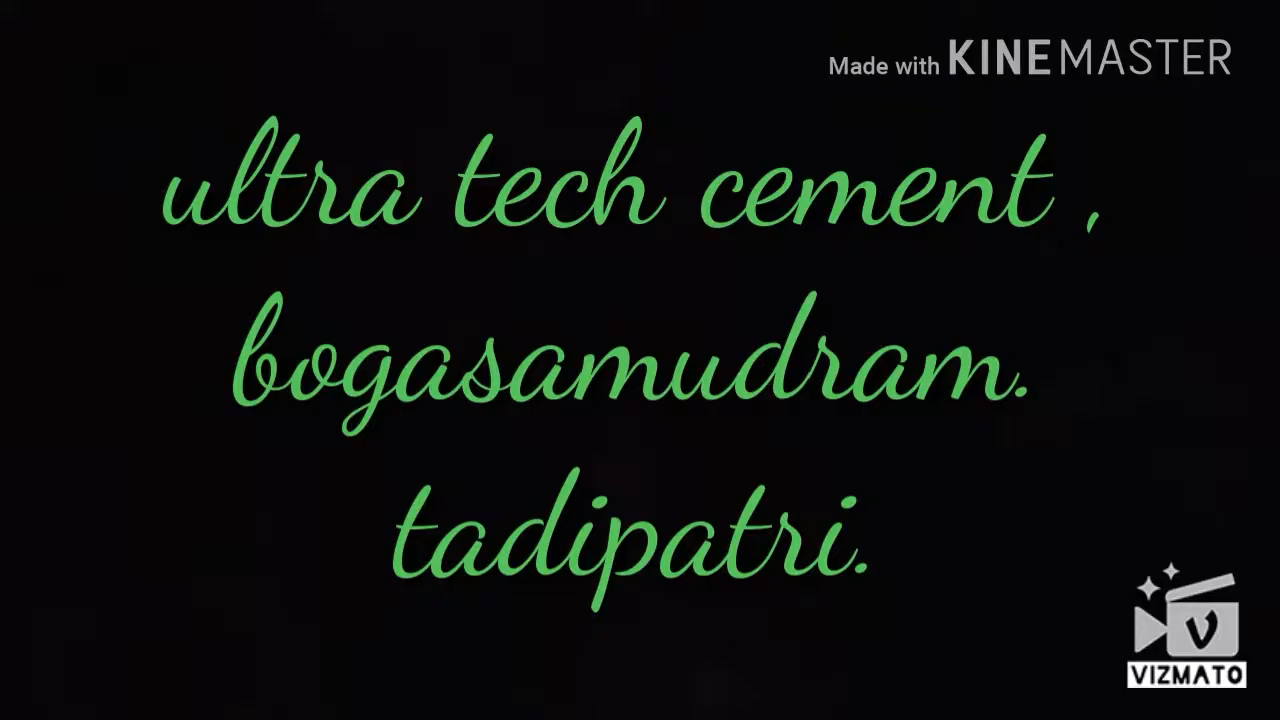 Made with KINEMASTER
ultra tech cement ,
bogasamudram.
tadipatri.
V
VIZMATO